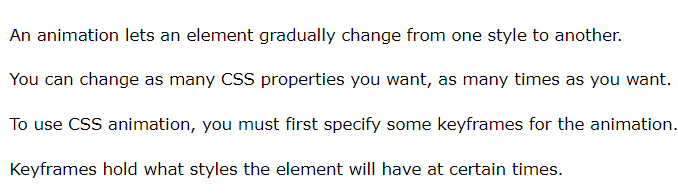 An animation lets an element gradually change from one style to another.
You can change as many CSS properties you want, as many times as you want.
To use CSS animation, you must first specify some keyframes for the animation.
Keyframes hold what styles the element will have at certain times.